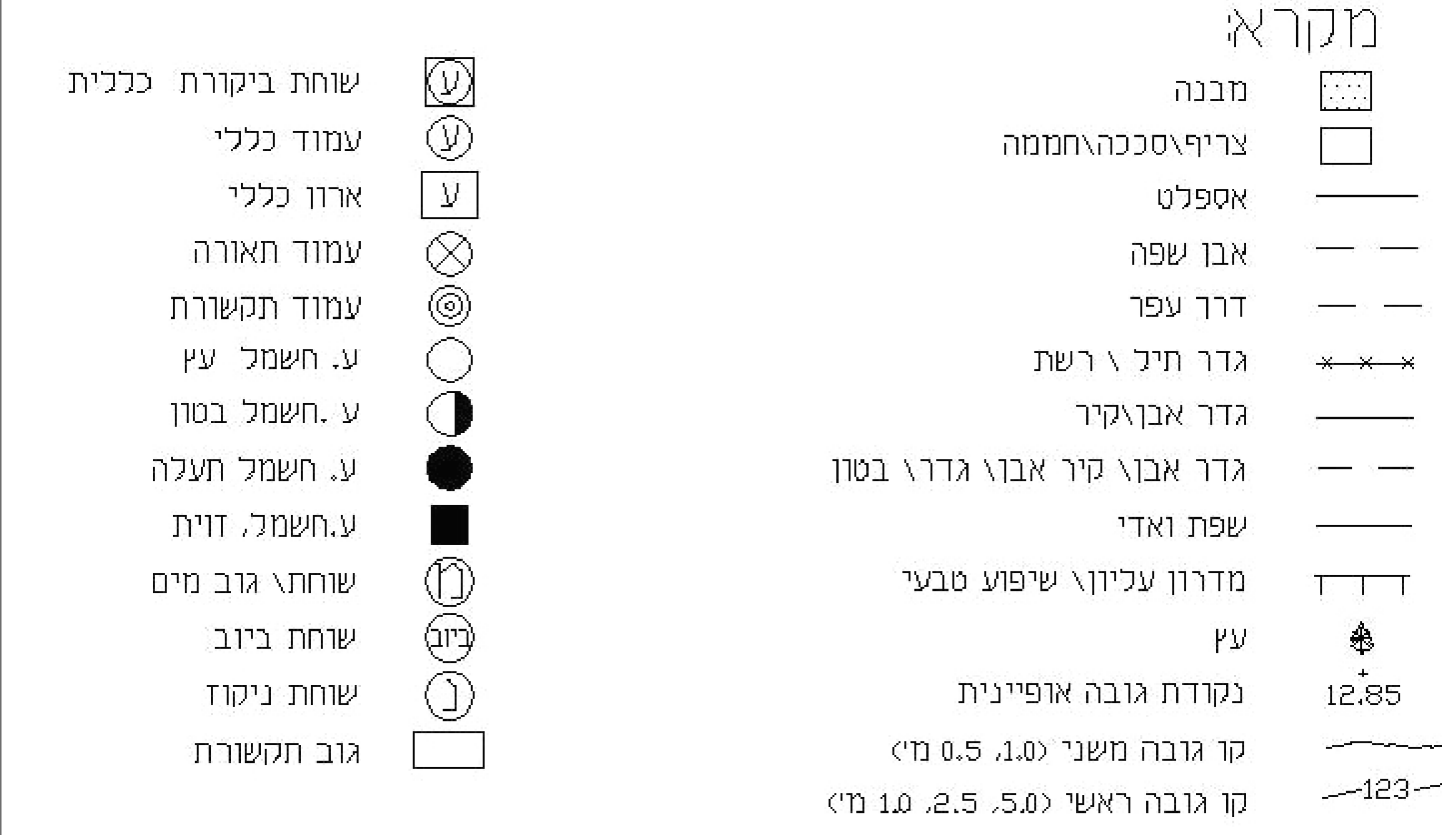 מקרא:
מבנה
צריף\סככה\חממה
אספלט
אבן שפה
דרך עפר
גדר תיל \ רשת
גדר אבן\קיר
גדר אבן\ קיר אבן\ גדר\ בטון
שפת ואדי
מדרון עליון\ שיפוע טבעי
עץ
נקודת גובה אופיינית 12.85
קו גובה משני (1.0, 0.5 מ')
קו גובה ראשי (5.0, 2.5, 1.0 מ') 123
ע שוחת ביקורת כללית
ע עמוד כללי
ע ארון כללי
עמוד תאורה
עמוד תקשורת
ע. חשמל עץ
ע .חשמל בטון
ע. חשמל תעלה
ע.חשמל, זוית
מ שוחת\ גוב מים
ביוב שוחת ביוב
נ שוחת ניקוז
גוב תקשורת